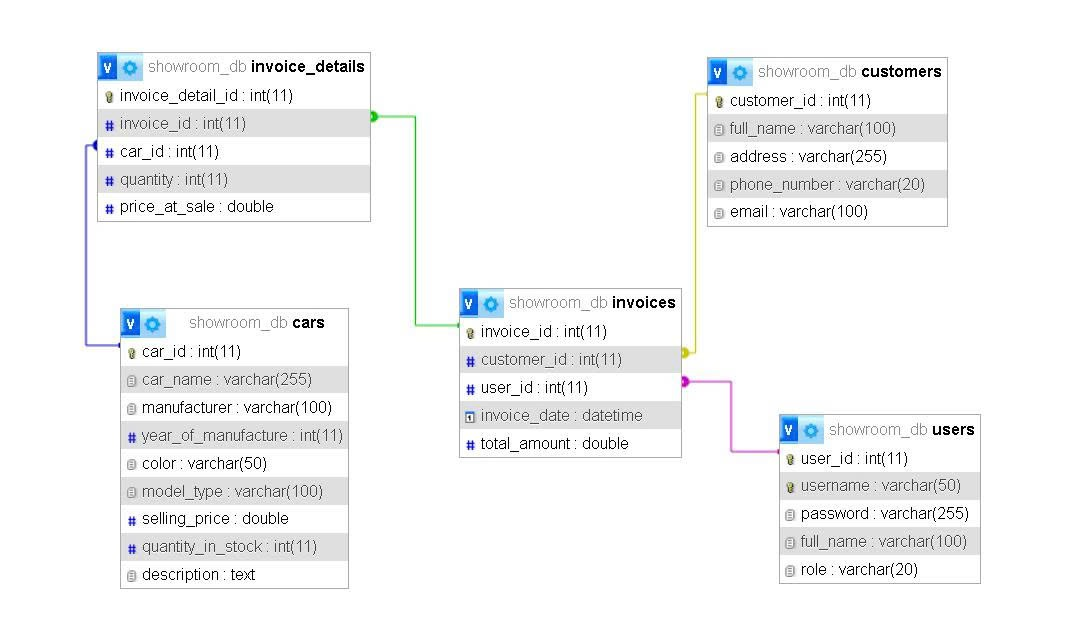 V showroom_db invoice_details
invoice_detail_id : int(11)
# invoice_id : int(11)
# car_id : int(11)
# quantity : int(11)
# price_at_sale : double
V showroom_db customers
customer_id : int(11)
full_name : varchar(100)
address : varchar(255)
phone_number : varchar(20)
email : varchar(100)
V showroom_db cars
car_id : int(11)
car_name : varchar(255)
manufacturer : varchar(100)
# year_of_manufacture : int(11)
color : varchar(50)
model_type : varchar(100)
# selling_price : double
# quantity_in_stock : int(11)
description : text
V showroom_db invoices
invoice_id : int(11)
# customer_id : int(11)
# user_id : int(11)
1 invoice_date : datetime
# total_amount : double
V showroom_db users
user_id : int(11)
username : varchar(50)
password : varchar(255)
full_name : varchar(100)
role : varchar(20)